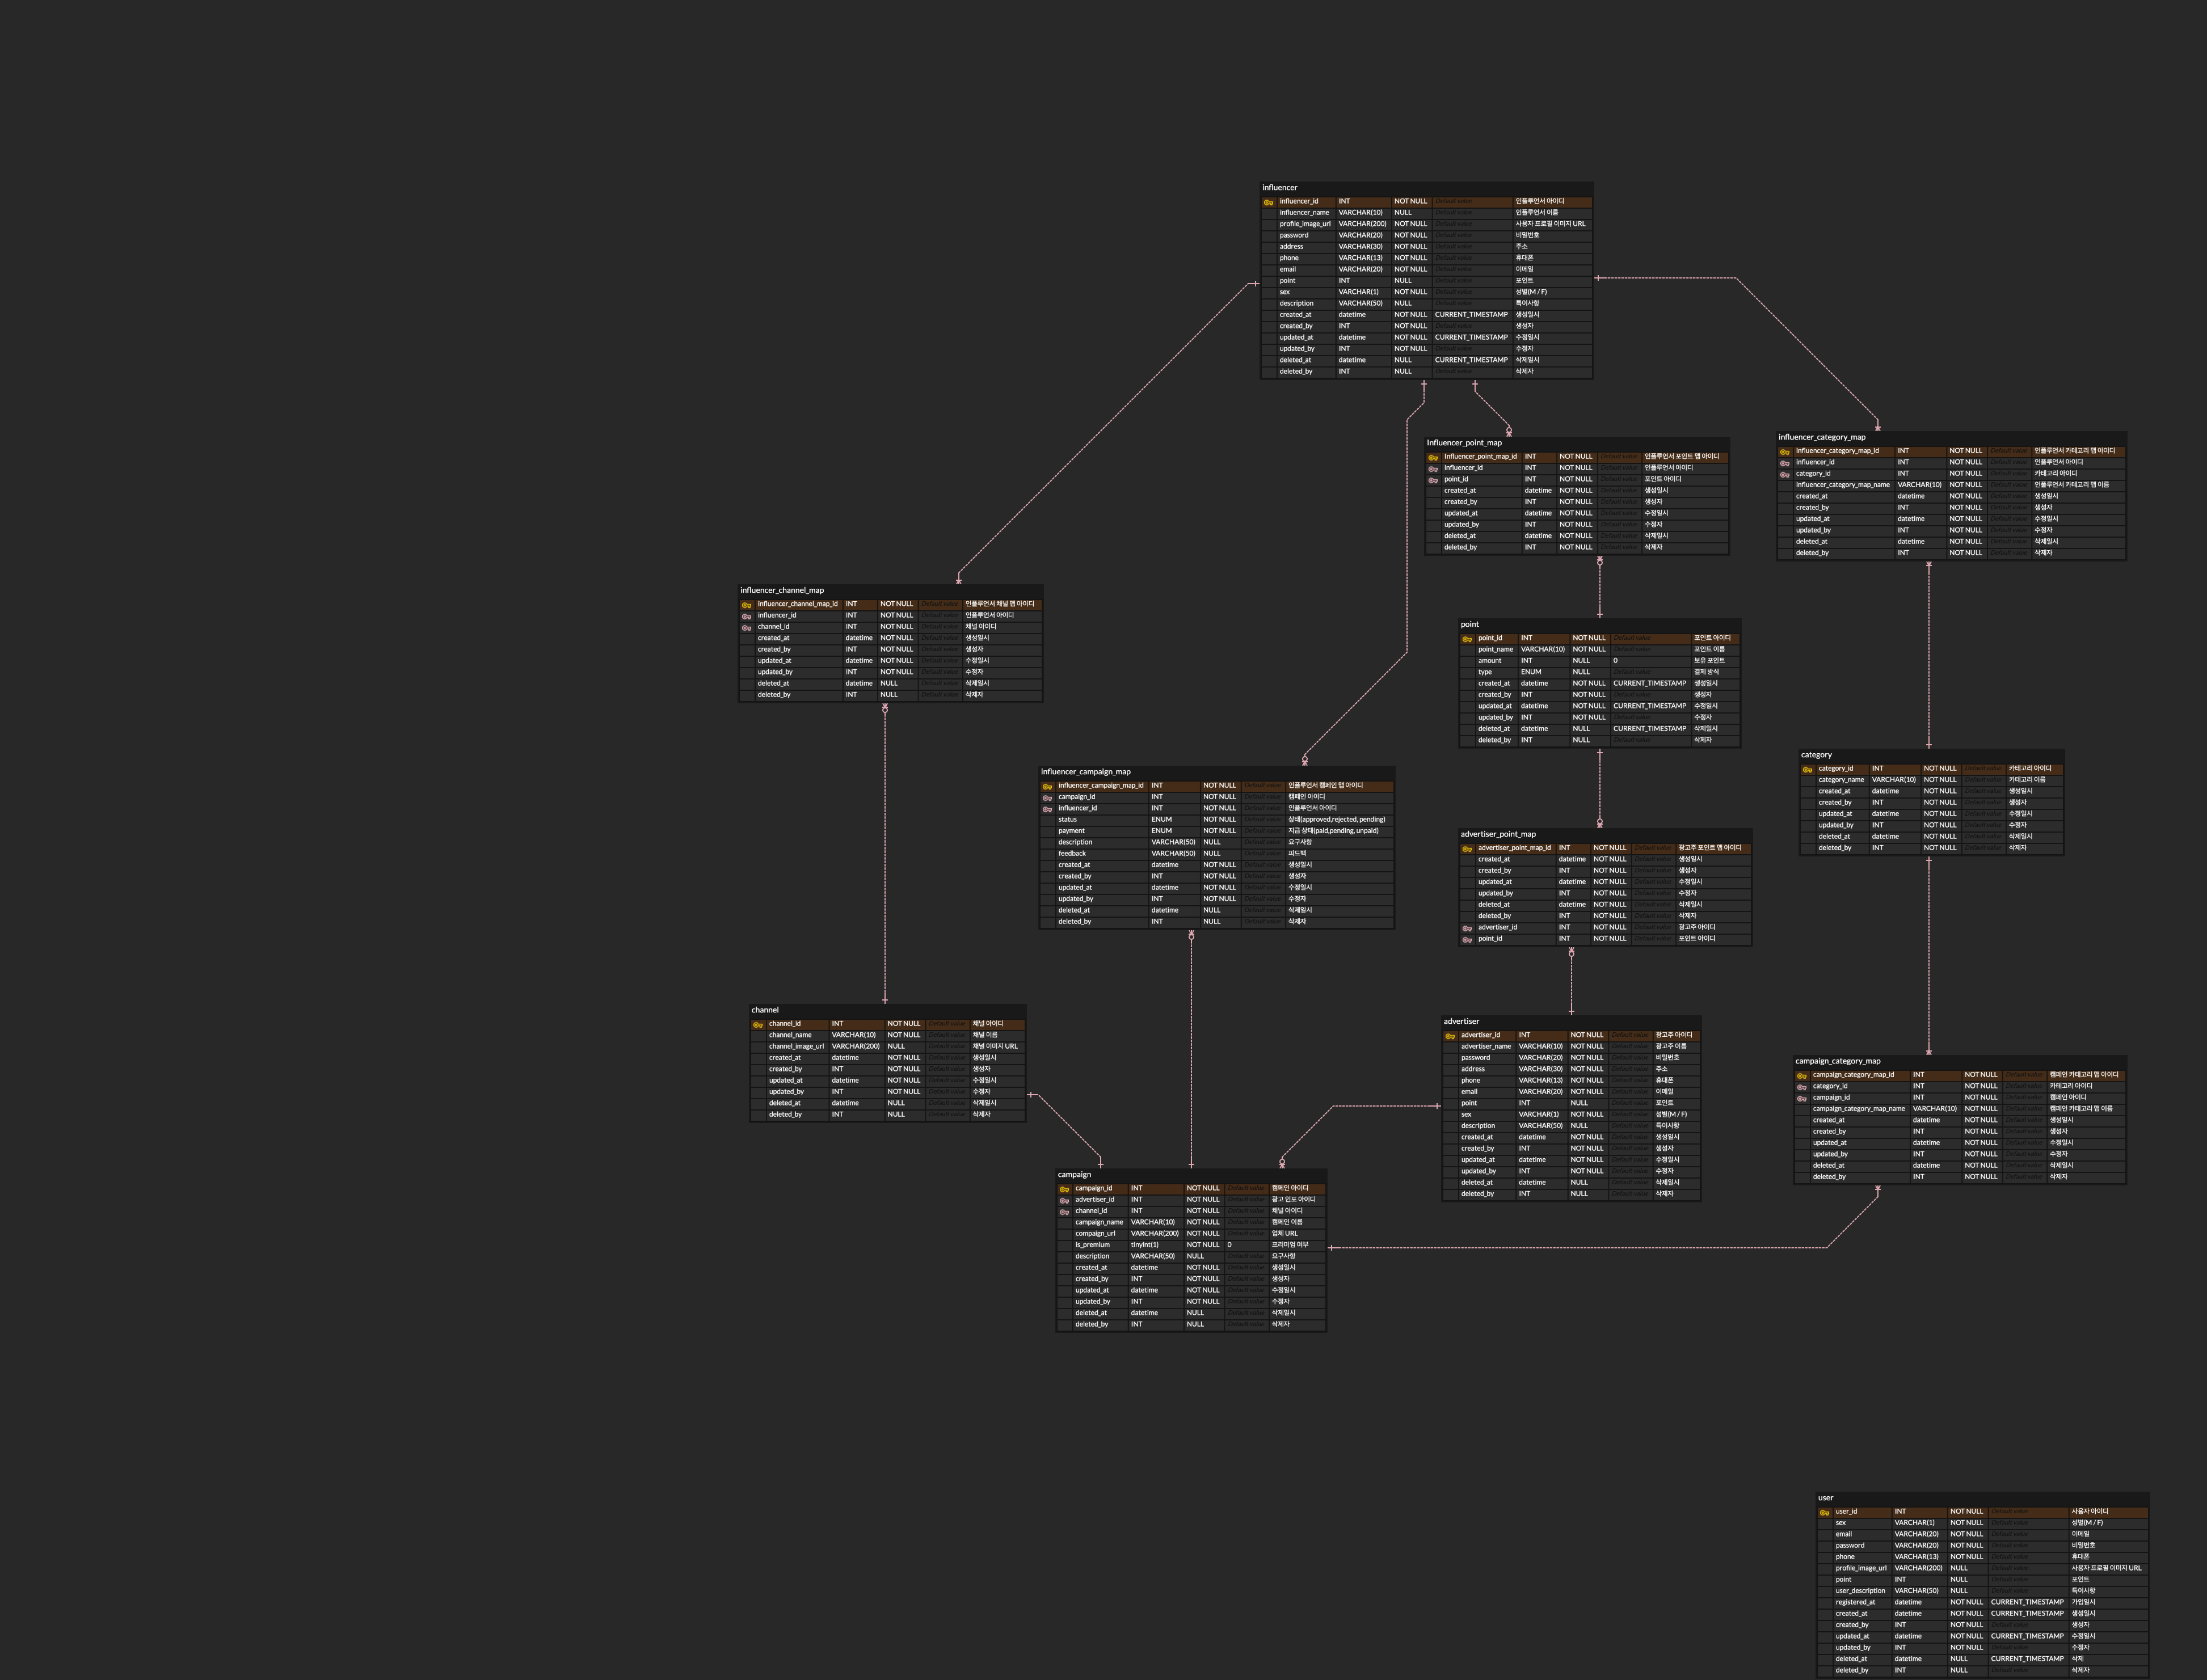 influencer
influencer_id INT NOT NULL Default value 인플루언서 아이디
influencer_name VARCHAR(10) NULL Default value 인플루언서 이름
profile_image_url VARCHAR(200) NOT NULL Default value 사용자 프로필 이미지 URL
password VARCHAR(20) NOT NULL Default value 비밀번호
address VARCHAR(30) NOT NULL Default value 주소
phone VARCHAR(13) NOT NULL Default value 휴대폰
email VARCHAR(20) NOT NULL Default value 이메일
point INT NULL Default value 포인트
sex VARCHAR(1) NOT NULL Default value 성별(M / F)
description VARCHAR(50) NULL Default value 특이사항
created_at datetime NOT NULL CURRENT_TIMESTAMP 생성일시
created_by INT NOT NULL Default value 생성자
updated_at datetime NOT NULL CURRENT_TIMESTAMP 수정일시
updated_by INT NOT NULL Default value 수정자
deleted_at datetime NULL CURRENT_TIMESTAMP 삭제일시
deleted_by INT NULL Default value 삭제자
Influencer_point_map
Influencer_point_map_id INT NOT NULL Default value 인플루언서 포인트 맵 아이디
influencer_id INT NOT NULL Default value 인플루언서 아이디
point_id INT NOT NULL Default value 포인트 아이디
created_at datetime NOT NULL Default value 생성일시
created_by INT NOT NULL Default value 생성자
updated_at datetime NOT NULL Default value 수정일시
updated_by INT NOT NULL Default value 수정자
deleted_at datetime NOT NULL Default value 삭제일시
deleted_by INT NOT NULL Default value 삭제자
influencer_category_map
influencer_category_map_id INT NOT NULL Default value 인플루언서 카테고리 맵 아이디
influencer_id INT NOT NULL Default value 인플루언서 아이디
category_id INT NOT NULL Default value 카테고리 아이디
influencer_category_map_name VARCHAR(10) NOT NULL Default value 인플루언서 카테고리 맵 이름
created_at datetime NOT NULL Default value 생성일시
created_by INT NOT NULL Default value 생성자
updated_at datetime NOT NULL Default value 수정일시
updated_by INT NOT NULL Default value 수정자
deleted_at datetime NOT NULL Default value 삭제일시
deleted_by INT NOT NULL Default value 삭제자
influencer_channel_map
influencer_channel_map_id INT NOT NULL Default value 인플루언서 채널 맵 아이디
influencer_id INT NOT NULL Default value 인플루언서 아이디
channel_id INT NOT NULL Default value 채널 아이디
created_at datetime NOT NULL Default value 생성일시
created_by INT NOT NULL Default value 생성자
updated_at datetime NOT NULL Default value 수정일시
updated_by INT NOT NULL Default value 수정자
deleted_at datetime NULL Default value 삭제일시
deleted_by INT NULL Default value 삭제자
point
point_id INT NOT NULL Default value 포인트 아이디
point_name VARCHAR(10) NOT NULL Default value 포인트 이름
amount INT NULL 0 보유 포인트
type ENUM NULL Default value 결제 방식
created_at datetime NOT NULL CURRENT_TIMESTAMP 생성일시
created_by INT NOT NULL Default value 생성자
updated_at datetime NOT NULL CURRENT_TIMESTAMP 수정일시
updated_by INT NOT NULL Default value 수정자
deleted_at datetime NULL CURRENT_TIMESTAMP 삭제일시
deleted_by INT NULL Default value 삭제자
category
category_id INT NOT NULL Default value 카테고리 아이디
category_name VARCHAR(10) NOT NULL Default value 카테고리 이름
created_at datetime NOT NULL Default value 생성일시
created_by INT NOT NULL Default value 생성자
updated_at datetime NOT NULL Default value 수정일시
updated_by INT NOT NULL Default value 수정자
deleted_at datetime NOT NULL Default value 삭제일시
deleted_by INT NOT NULL Default value 삭제자
influencer_campaign_map
influencer_campaign_map_id INT NOT NULL Default value 인플루언서 캠페인 맵 아이디
campaign_id INT NOT NULL Default value 캠페인 아이디
influencer_id INT NOT NULL Default value 인플루언서 아이디
status ENUM NOT NULL Default value 상태(approved,rejected, pending)
payment ENUM NOT NULL Default value 지급 상태(paid,pending, unpaid)
description VARCHAR(50) NULL Default value 요구사항
feedback VARCHAR(50) NULL Default value 피드백
created_at datetime NOT NULL Default value 생성일시
created_by INT NOT NULL Default value 생성자
updated_at datetime NOT NULL Default value 수정일시
updated_by INT NOT NULL Default value 수정자
deleted_at datetime NULL Default value 삭제일시
deleted_by INT NULL Default value 삭제자
advertiser_point_map
advertiser_point_map_id INT NOT NULL Default value 광고주 포인트 맵 아이디
created_at datetime NOT NULL Default value 생성일시
created_by INT NOT NULL Default value 생성자
updated_at datetime NOT NULL Default value 수정일시
updated_by INT NOT NULL Default value 수정자
deleted_at datetime NOT NULL Default value 삭제일시
deleted_by INT NOT NULL Default value 삭제자
advertiser_id INT NOT NULL Default value 광고주 아이디
point_id INT NOT NULL Default value 포인트 아이디
channel
channel_id INT NOT NULL Default value 채널 아이디
channel_name VARCHAR(10) NOT NULL Default value 채널 이름
channel_image_url VARCHAR(200) NULL Default value 채널 이미지 URL
created_at datetime NOT NULL Default value 생성일시
created_by INT NOT NULL Default value 생성자
updated_at datetime NOT NULL Default value 수정일시
updated_by INT NOT NULL Default value 수정자
deleted_at datetime NULL Default value 삭제일시
deleted_by INT NULL Default value 삭제자
advertiser
advertiser_id INT NOT NULL Default value 광고주 아이디
advertiser_name VARCHAR(10) NOT NULL Default value 광고주 이름
password VARCHAR(20) NOT NULL Default value 비밀번호
address VARCHAR(30) NOT NULL Default value 주소
phone VARCHAR(13) NOT NULL Default value 휴대폰
email VARCHAR(20) NOT NULL Default value 이메일
point INT NULL Default value 포인트
sex VARCHAR(1) NOT NULL Default value 성별(M / F)
description VARCHAR(50) NULL Default value 특이사항
created_at datetime NOT NULL Default value 생성일시
created_by INT NOT NULL Default value 생성자
updated_at datetime NOT NULL Default value 수정일시
updated_by INT NOT NULL Default value 수정자
deleted_at datetime NULL Default value 삭제일시
deleted_by INT NULL Default value 삭제자
campaign_category_map
campaign_category_map_id INT NOT NULL Default value 캠페인 카테고리 맵 아이디
category_id INT NOT NULL Default value 카테고리 아이디
campaign_id INT NOT NULL Default value 캠페인 아이디
campaign_category_map_name VARCHAR(10) NOT NULL Default value 캠페인 카테고리 맵 이름
created_at datetime NOT NULL Default value 생성일시
created_by INT NOT NULL Default value 생성자
updated_at datetime NOT NULL Default value 수정일시
updated_by INT NOT NULL Default value 수정자
deleted_at datetime NOT NULL Default value 삭제일시
deleted_by INT NOT NULL Default value 삭제자
campaign
campaign_id INT NOT NULL Default value 캠페인 아이디
advertiser_id INT NOT NULL Default value 광고 인포 아이디
channel_id INT NOT NULL Default value 채널 아이디
campaign_name VARCHAR(10) NOT NULL Default value 캠페인 이름
compaign_url VARCHAR(200) NOT NULL Default value 업체 URL
is_premium tinyint(1) NOT NULL 0 프리미엄 여부
description VARCHAR(50) NULL Default value 요구사항
created_at datetime NOT NULL Default value 생성일시
created_by INT NOT NULL Default value 생성자
updated_at datetime NOT NULL Default value 수정일시
updated_by INT NOT NULL Default value 수정자
deleted_at datetime NULL Default value 삭제일시
deleted_by INT NULL Default value 삭제자
user
user_id INT NOT NULL Default value 사용자 아이디
sex VARCHAR(1) NOT NULL Default value 성별(M / F)
email VARCHAR(20) NOT NULL Default value 이메일
password VARCHAR(20) NOT NULL Default value 비밀번호
phone VARCHAR(13) NOT NULL Default value 휴대폰
profile_image_url VARCHAR(200) NULL Default value 사용자 프로필 이미지 URL
point INT NULL Default value 포인트
user_description VARCHAR(50) NULL Default value 특이사항
registered_at datetime NOT NULL CURRENT_TIMESTAMP 가입일시
created_at datetime NOT NULL CURRENT_TIMESTAMP 생성일시
created_by INT NOT NULL Default value 생성자
updated_at datetime NOT NULL CURRENT_TIMESTAMP 수정일시
updated_by INT NOT NULL Default value 수정자
deleted_at datetime NULL CURRENT_TIMESTAMP 삭제
deleted_by INT NULL Default value 삭제자